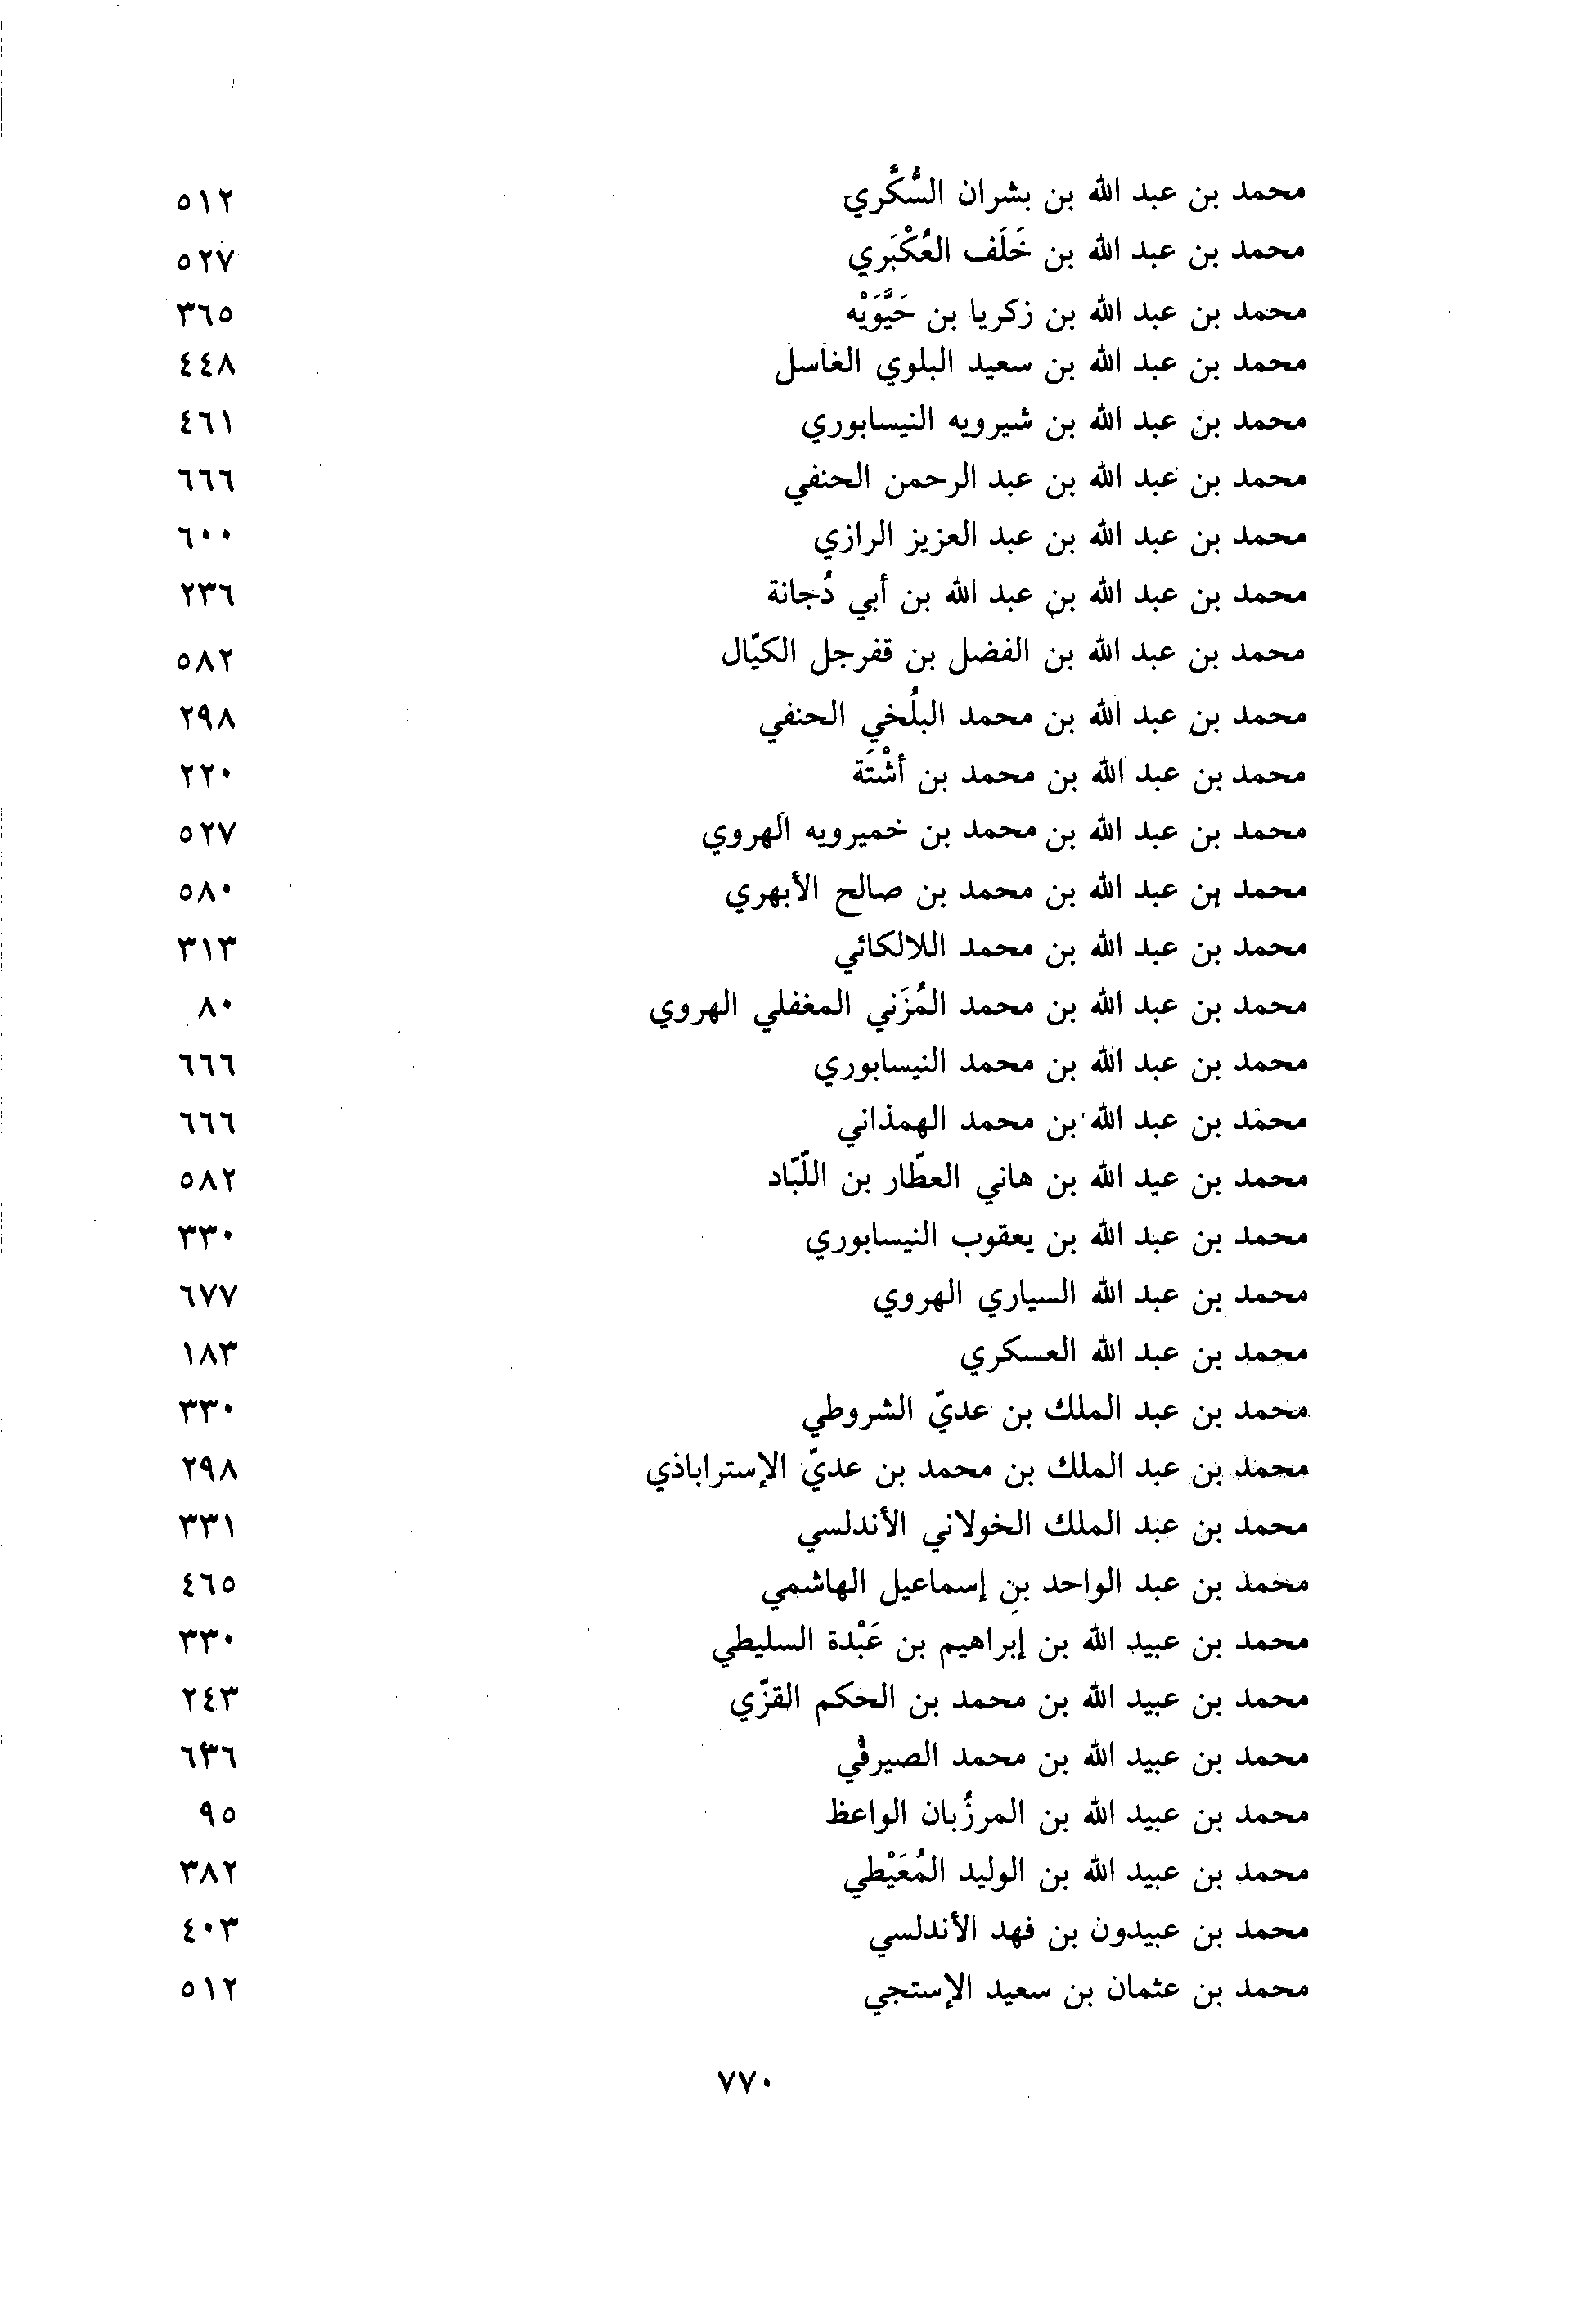 محمد بن عبد الله بن بشران السُّكَّري ٥١٢
محمد بن عبد الله بن خَلَف العُكْبَري ٥٢٧
محمد بن عبد الله بن زكريا بن حَيَّوَيْه ٣٦٥
محمد بن عبد الله بن سعيد البلوي الغاسل ٤٤٨
محمد بن عبد الله بن شيرويه النيسابوري ٤٦١
محمد بن عبد الله بن عبد الرحمن الحنفي ٦٦٦
محمد بن عبد الله بن عبد العزيز الرازي ٦٠٠
محمد بن عبد الله بن عبد الله بن أبي دُجانة ٢٣٦
محمد بن عبد الله بن الفضل بن قفرجل الكيّال ٥٨٢
محمد بن عبد الله بن محمد البلُخي الحنفي ٢٩٨
محمد بن عبد الله بن محمد بن أشْتَة ٢٢٠
محمد بن عبد الله بن محمد بن خميرويه الهروي ٥٢٧
محمد بن عبد الله بن محمد بن صالح الأبهري ٥٨٠
محمد بن عبد الله بن محمد اللالكائي ٣١٣
محمد بن عبد الله بن محمد المُزَني المغفلي الهروي ٨٠
محمد بن عبد الله بن محمد النيسابوري ٦٦٦
محمد بن عبد الله بن محمد الهمذاني ٦٦٦
محمد بن عيد الله بن هاني العطّار بن اللّبّاد ٥٨٢
محمد بن عبد الله بن يعقوب النيسابوري ٣٣٠
محمد بن عبد الله السياري الهروي ٦٧٧
محمد بن عبد الله العسكري ١٨٣
محمد بن عبد الملك بن عديّ الشروطي ٣٣٠
محمد بن عبد الملك بن محمد بن عديّ الإستراباذي ٢٩٨
محمد بن عبد الملك الخولاني الأندلسي ٣٣١
محمد بن عبد الواحد بن إسماعيل الهاشمي ٤٦٥
محمد بن عبيد الله بن إبراهيم بن عَبْدة السليطي ٣٣٠
محمد بن عبيد الله بن محمد بن الحكم القزّي ٢٤٣
محمد بن عبيد الله بن محمد الصيرفي ٦٣٦
محمد بن عبيد الله بن المرزُبان الواعظ ٩٥
محمد بن عبيد الله بن الوليد المُعَيْطي ٣٨٢
محمد بن عبيدون بن فهد الأندلسي ٤٠٣
محمد بن عثمان بن سعيد الإستجي ٥١٢
٧٧٠